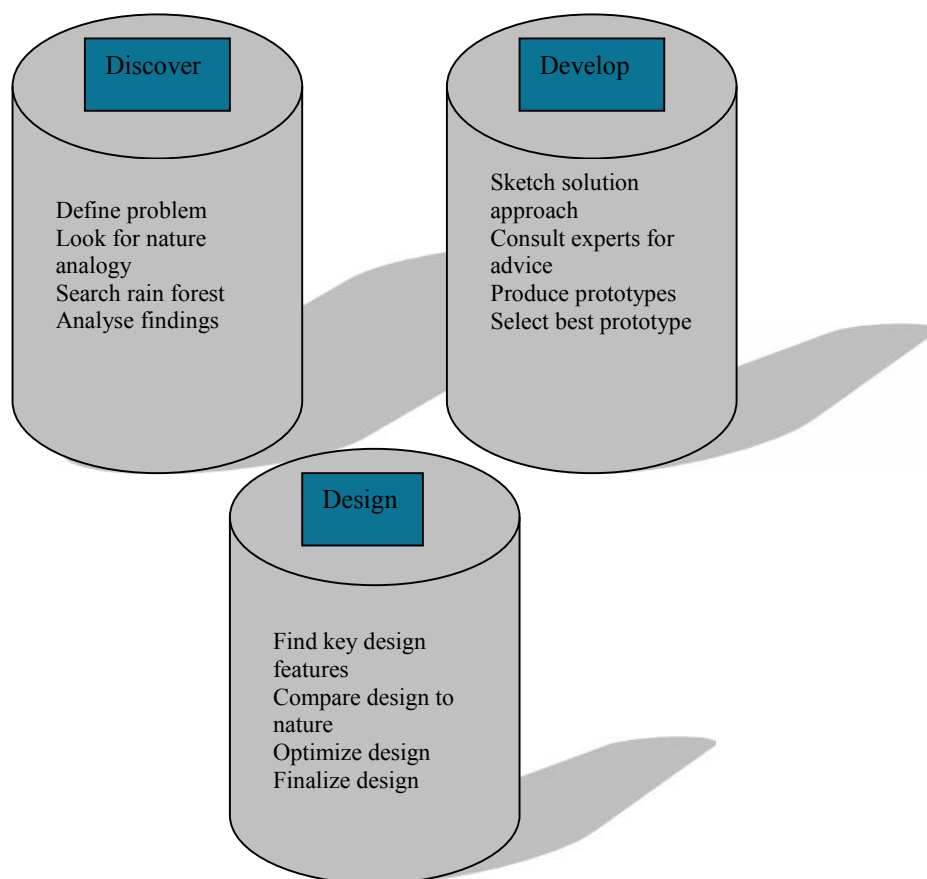 Discover
Define problem
Look for nature
analogy
Search rain forest
Analyse findings
Develop
Sketch solution
approach
Consult experts for
advice
Produce prototypes
Select best prototype
Design
Find key design
features
Compare design to
nature
Optimize design
Finalize design